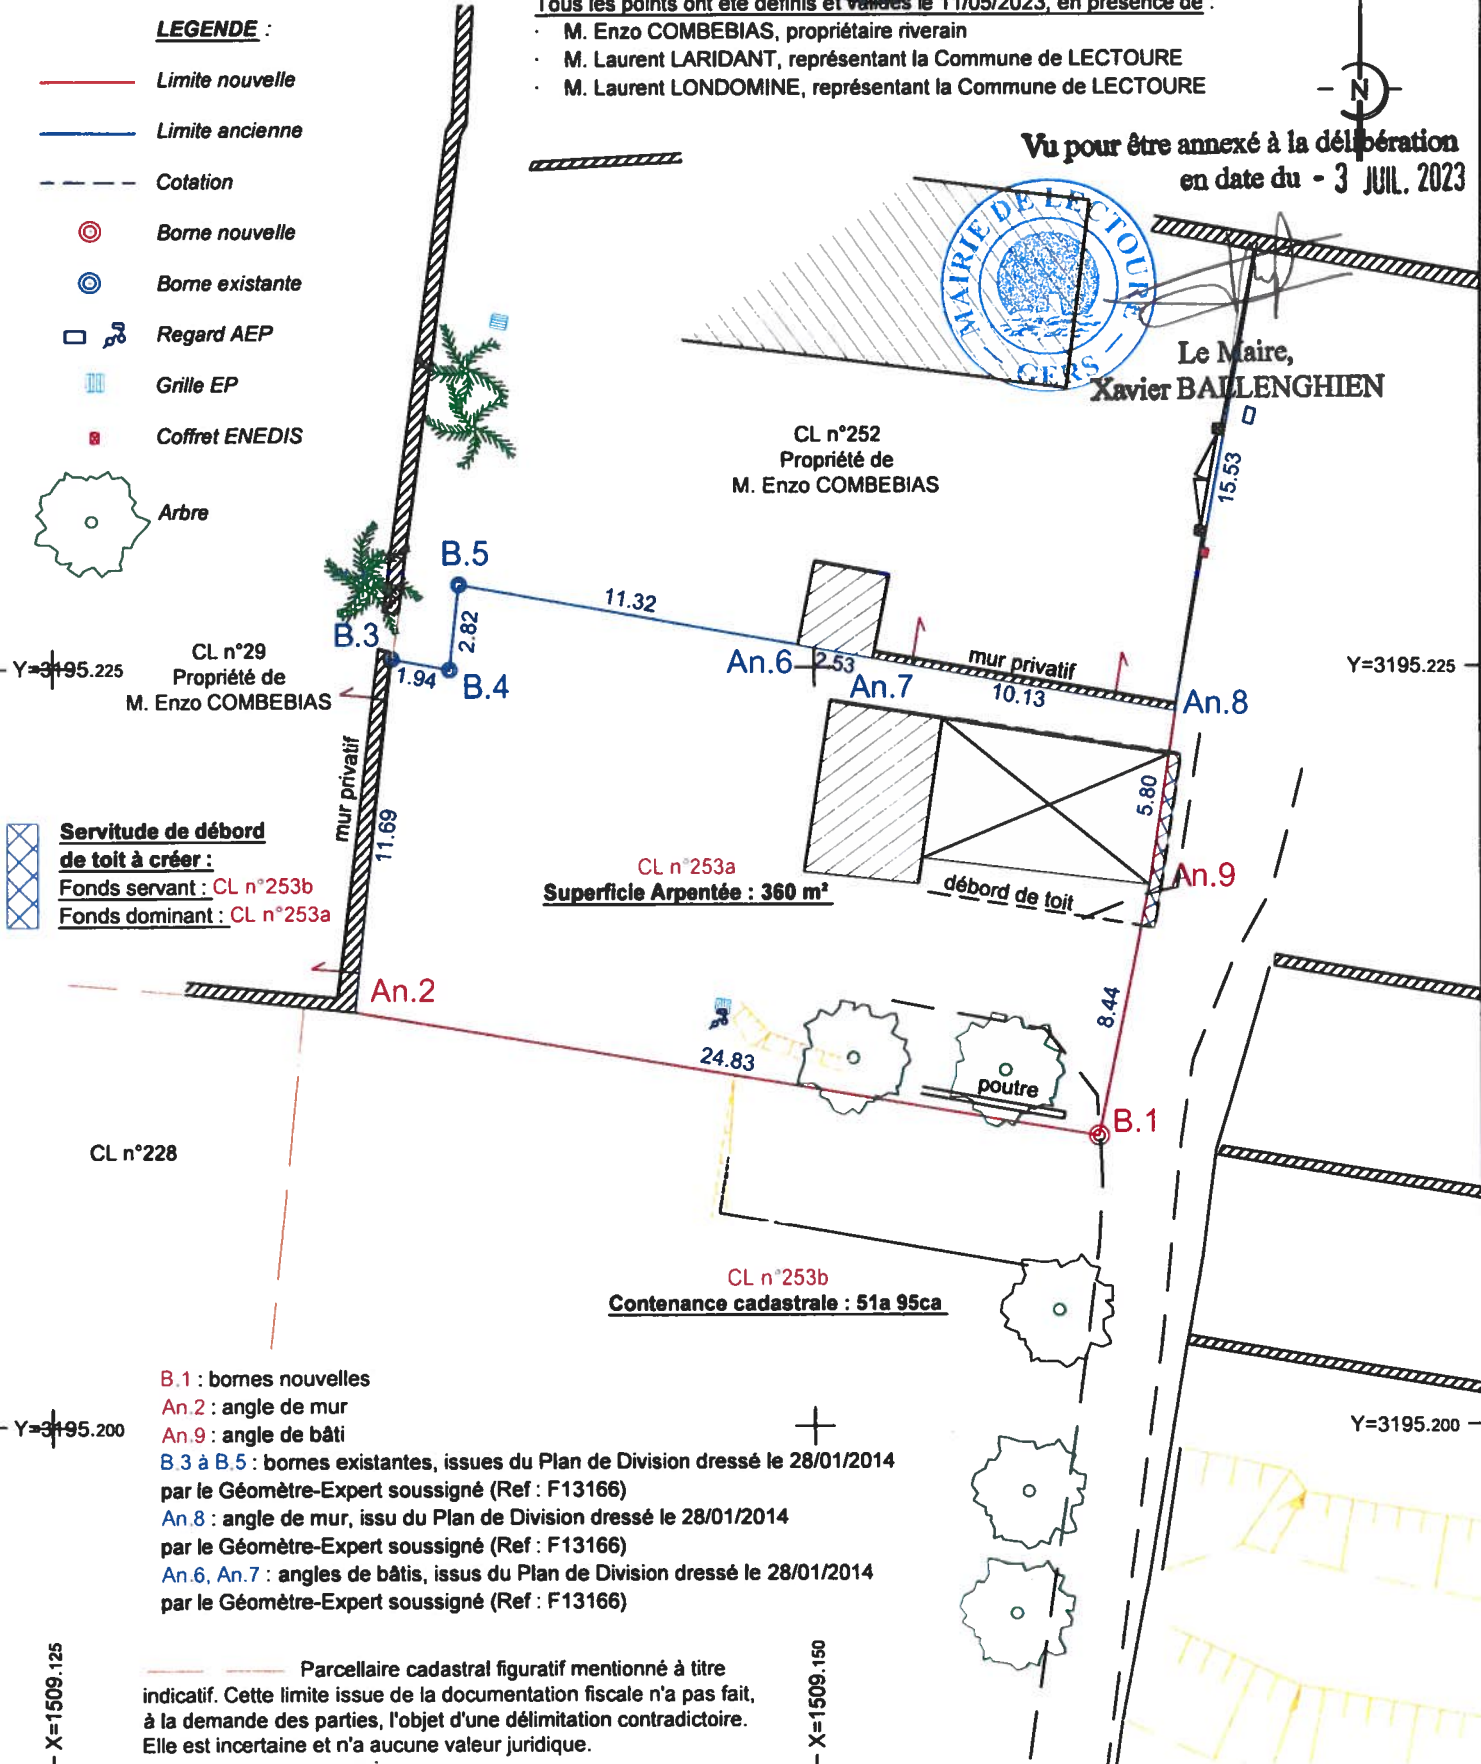 LEGENDE :
Limite nouvelle
Limite ancienne
Cotation
Borne nouvelle
Borne existante
Regard AEP
Grille EP
Coffret ENEDIS
Arbre
Tous les points ont été définis et validés le 11/05/2023, en présence de :
· M. Enzo COMBEBIAS, propriétaire riverain
· M. Laurent LARIDANT, représentant la Commune de LECTOURE
· M. Laurent LONDOMINE, représentant la Commune de LECTOURE
N
Vu pour être annexé à la délibération
en date du - 3 JUIL. 2023
MAIRIE DE LECTOURE
GERS
Le Maire,
Xavier BALLENGHIEN
CL n°252
Propriété de
M. Enzo COMBEBIAS
15.53
B.5
11.32
2.82
B.3
1.94
B.4
An.6
2.53
An.7
mur privatif
10.13
An.8
Y=3195.225
Y=3195.225
CL n°29
Propriété de
M. Enzo COMBEBIAS
mur privatif
11.69
5.80
Servitude de débord
de toit à créer :
Fonds servant : CL n°253b
Fonds dominant : CL n°253a
CL n°253a
Superficie Arpentée : 360 m²
débord de toit
An.9
An.2
8.44
24.83
poutre
B.1
CL n°228
CL n°253b
Contenance cadastrale : 51a 95ca
B.1 : bornes nouvelles
An.2 : angle de mur
An.9 : angle de bâti
B.3 à B.5 : bornes existantes, issues du Plan de Division dressé le 28/01/2014
par le Géomètre-Expert soussigné (Ref : F13166)
An.8 : angle de mur, issu du Plan de Division dressé le 28/01/2014
par le Géomètre-Expert soussigné (Ref : F13166)
An.6, An.7 : angles de bâtis, issus du Plan de Division dressé le 28/01/2014
par le Géomètre-Expert soussigné (Ref : F13166)
Y=3195.200
Y=3195.200
Parcellaire cadastral figuratif mentionné à titre
indicatif. Cette limite issue de la documentation fiscale n'a pas fait,
à la demande des parties, l'objet d'une délimitation contradictoire.
Elle est incertaine et n'a aucune valeur juridique.
X=1509.125
X=1509.150